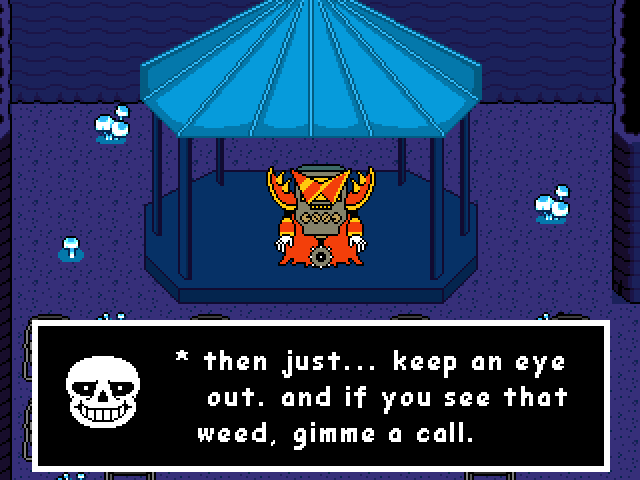 * then just... keep an eye
out. and if you see that
weed, gimme a call.